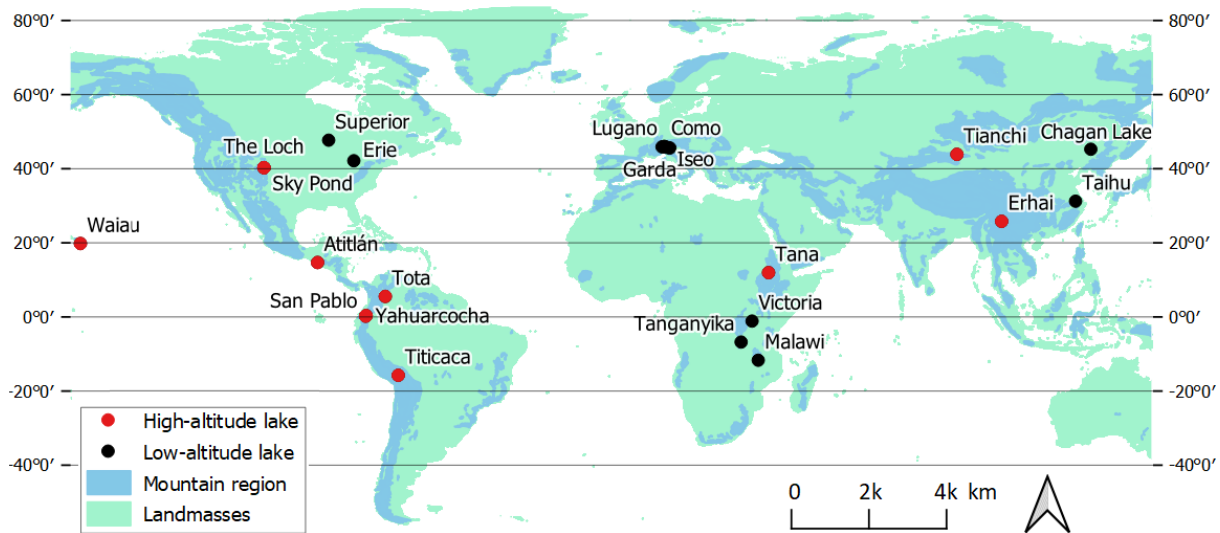 80°0′ 80°0′
60°0′ 60°0′
Superior
Lugano Como
Chagan Lake
Tianchi
The Loch Erie
40°0′ 40°0′
Garda Iseo
Sky Pond
Taihu
Erhai
Waiau
20°0′ 20°0′
Atitlán
Tana
Tota
San Pablo
Victoria
0°0′ Yahuarcocha Tanganyika 0°0′
Malawi
Titicaca
-20°0′ -20°0′
High-altitude lake
Low-altitude lake
-40°0′ -40°0′
Mountain region
Landmasses
0 2k 4k km